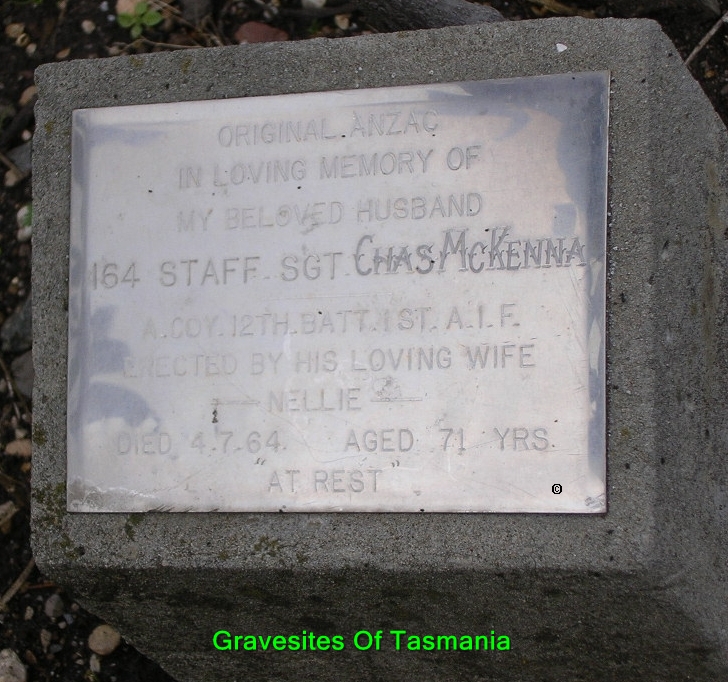 ORIGINAL. ANZAC
IN LOVING MEMORY OF
MY BELOVED HUSBAND
164 STAFF. SGT. CHAS. MCKENNA
A. COY. 12TH. BATT. 1ST. A.I.F.
ERECTED BY HIS LOVING WIFE
— NELLIE —
DIED 4.7.64. AGED 71 YRS.
"AT REST"
©
Gravesites Of Tasmania